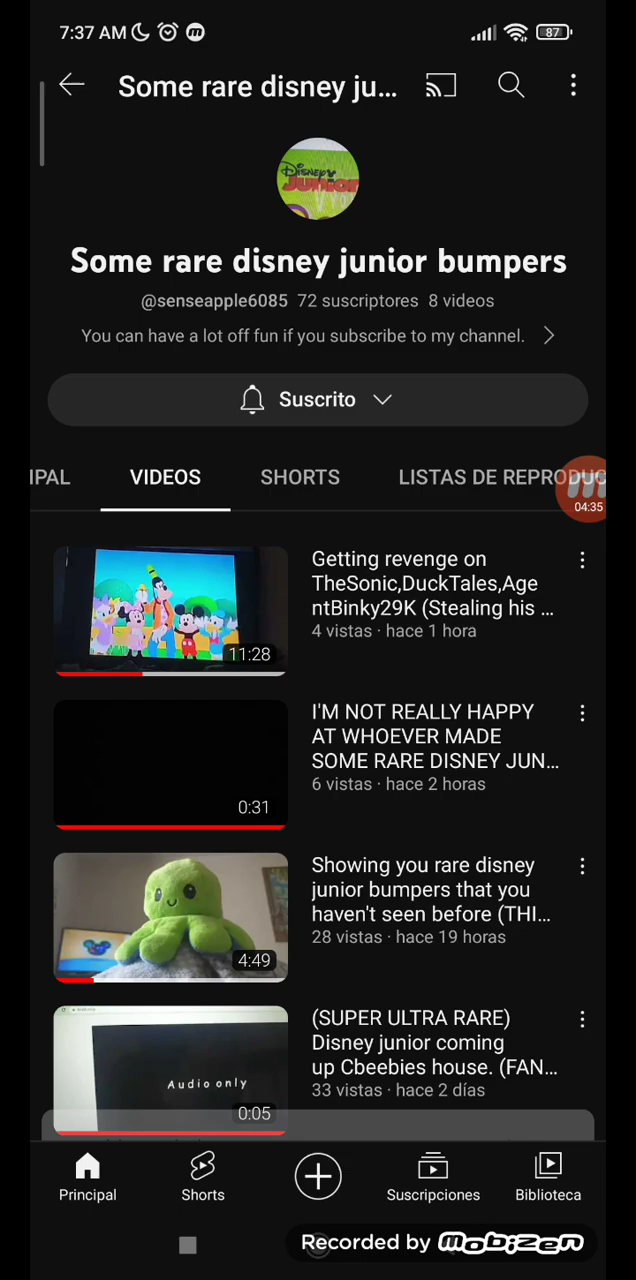 7:37 AM
87
Some rare disney ju...
Disney
Junior
Some rare disney junior bumpers
@senseapple6085 72 suscriptores 8 videos
You can have a lot off fun if you subscribe to my channel.
Suscrito
IPAL VIDEOS SHORTS LISTAS DE REPRODUC
04:35
Getting revenge on
TheSonic,DuckTales,Age
ntBinky29K (Stealing his ...
4 vistas · hace 1 hora
11:28
I'M NOT REALLY HAPPY
AT WHOEVER MADE
SOME RARE DISNEY JUN...
6 vistas · hace 2 horas
0:31
Showing you rare disney
junior bumpers that you
haven't seen before (THI...
28 vistas · hace 19 horas
4:49
(SUPER ULTRA RARE)
Disney junior coming
up Cbeebies house. (FAN...
33 vistas · hace 2 días
Audio only
0:05
Principal Shorts Suscripciones Biblioteca
Recorded by mobizen